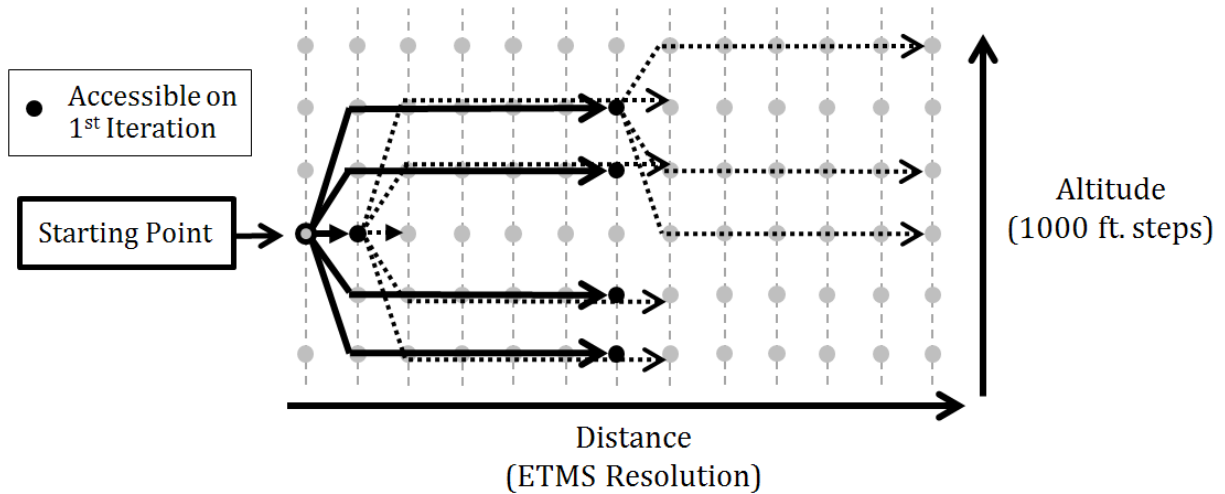 Accessible on
1st Iteration
Starting Point
Altitude
(1000 ft. steps)
Distance
(ETMS Resolution)